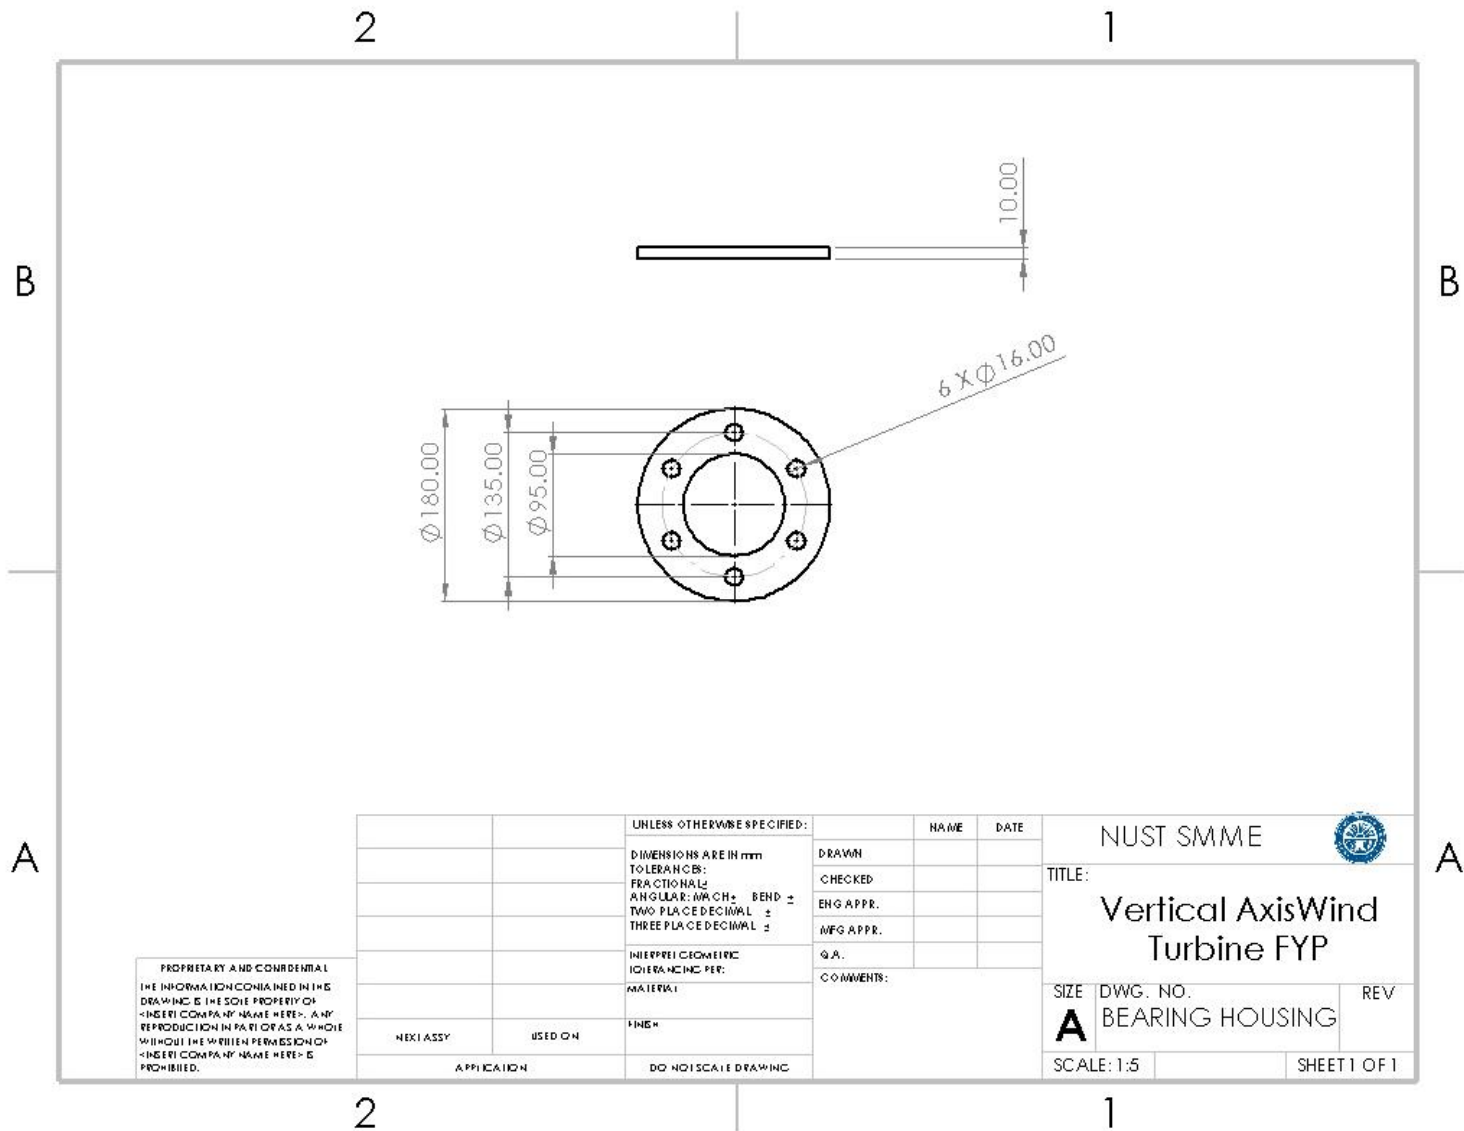 2
1
B
B
10.00
6 X Ø16.00
Ø180.00
Ø135.00
Ø95.00
A
A
UNLESS OTHERWISE SPECIFIED:
DIMENSIONS ARE IN mm
TOLERANCES:
FRACTIONAL±
ANGULAR: MACH± BEND ±
TWO PLACE DECIMAL ±
THREE PLACE DECIMAL ±
INTERPRET GEOMETRIC
TOLERANCING PER:
MATERIAL
FINISH
DO NOT SCALE DRAWING
NAME DATE
DRAWN
CHECKED
ENG APPR.
MFG APPR.
Q.A.
COMMENTS:
NUST SMME
TITLE:
Vertical AxisWind
Turbine FYP
SIZE DWG. NO. REV
A BEARING HOUSING
SCALE: 1:5 SHEET 1 OF 1
PROPRIETARY AND CONFIDENTIAL
THE INFORMATION CONTAINED IN THIS
DRAWING IS THE SOLE PROPERTY OF
<INSERT COMPANY NAME HERE>. ANY
REPRODUCTION IN PART OR AS A WHOLE
WITHOUT THE WRITTEN PERMISSION OF
<INSERT COMPANY NAME HERE> IS
PROHIBITED.
NEXT ASSY USED ON
APPLICATION
2
1